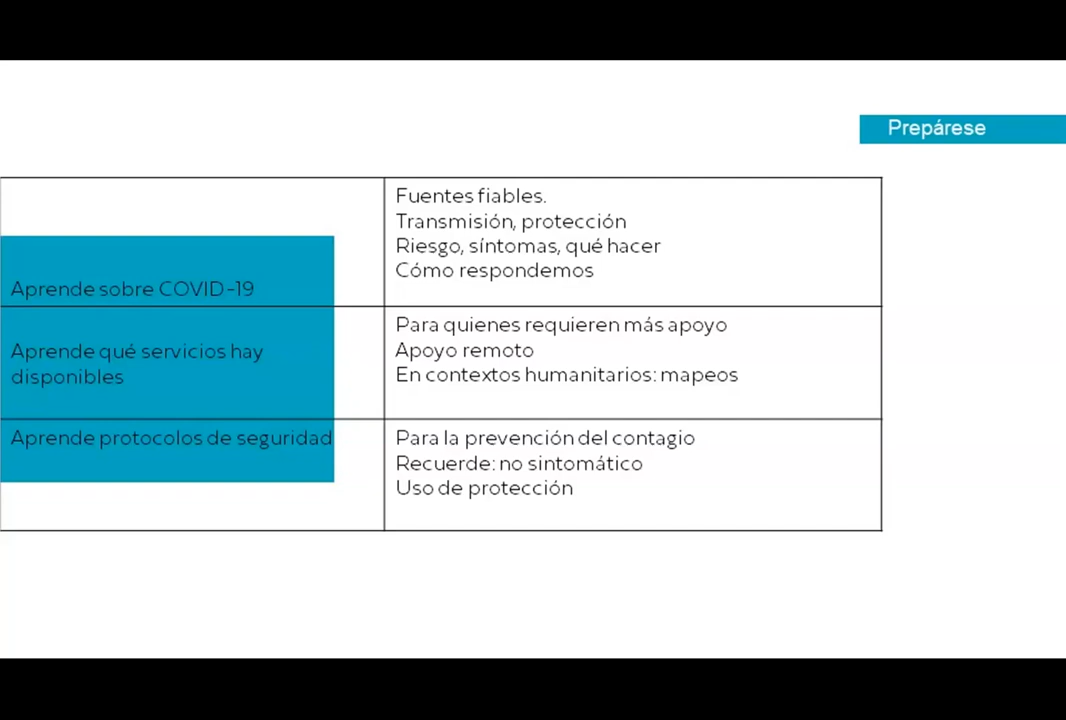 Prepárese
Aprende sobre COVID-19
Fuentes fiables.
Transmisión, protección
Riesgo, síntomas, qué hacer
Cómo respondemos
Aprende qué servicios hay
disponibles
Para quienes requieren más apoyo
Apoyo remoto
En contextos humanitarios: mapeos
Aprende protocolos de seguridad
Para la prevención del contagio
Recuerde: no sintomático
Uso de protección